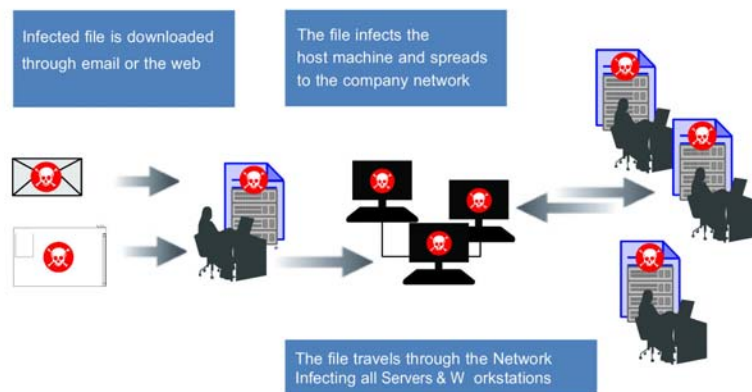 Infected file is downloaded
through email or the web
The file infects the
host machine and spreads
to the company network
The file travels through the Network
Infecting all Servers & W orkstations